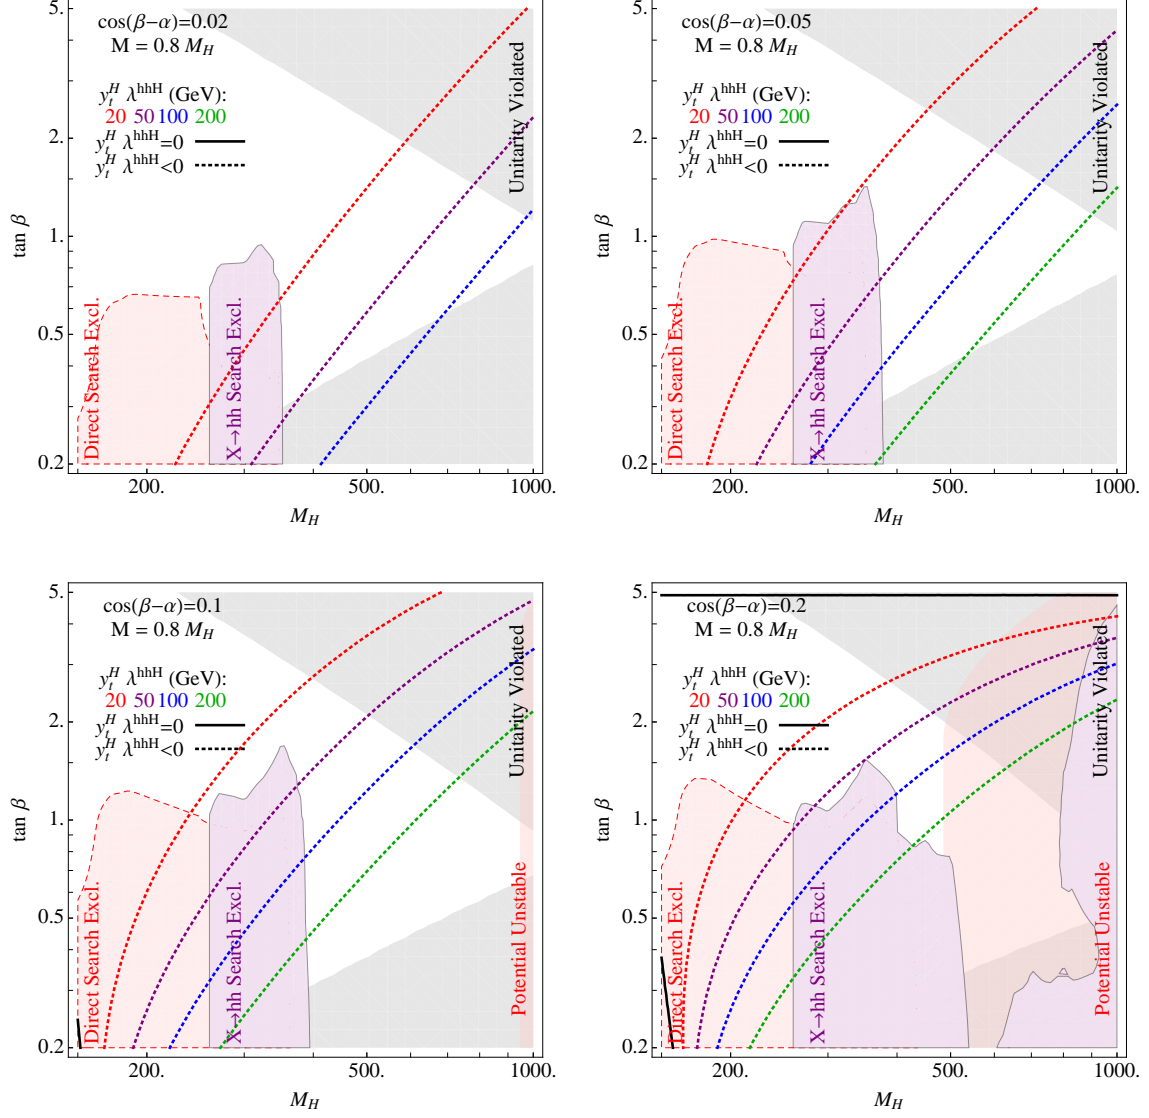 cos(β−α)=0.02
M = 0.8 M_H
y_t^H λ^hhH (GeV):
20 50 100 200
y_t^H λ^hhH=0
y_t^H λ^hhH<0
Unitarity Violated
Direct Search Excl.
X→hh Search Excl.
tan β
5.
2.
1.
0.5
0.2
200.
500.
1000.
M_H
cos(β−α)=0.05
M = 0.8 M_H
y_t^H λ^hhH (GeV):
20 50 100 200
y_t^H λ^hhH=0
y_t^H λ^hhH<0
Unitarity Violated
Direct Search Excl.
X→hh Search Excl.
tan β
5.
2.
1.
0.5
0.2
200.
500.
1000.
M_H
cos(β−α)=0.1
M = 0.8 M_H
y_t^H λ^hhH (GeV):
20 50 100 200
y_t^H λ^hhH=0
y_t^H λ^hhH<0
Unitarity Violated
Direct Search Excl.
X→hh Search Excl.
Potential Unstable
tan β
5.
2.
1.
0.5
0.2
200.
500.
1000.
M_H
cos(β−α)=0.2
M = 0.8 M_H
y_t^H λ^hhH (GeV):
20 50 100 200
y_t^H λ^hhH=0
y_t^H λ^hhH<0
Unitarity Violated
Direct Search Excl.
X→hh Search Excl.
Potential Unstable
tan β
5.
2.
1.
0.5
0.2
200.
500.
1000.
M_H